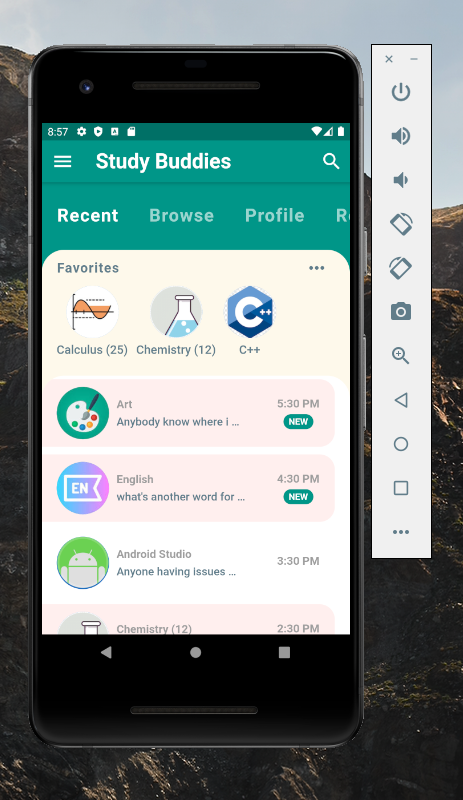 8:57
Study Buddies
Recent Browse Profile
Favorites
Calculus (25) Chemistry (12) C++
Art 5:30 PM
Anybody know where i ... NEW
EN
English 4:30 PM
what's another word for ... NEW
Android Studio 3:30 PM
Anyone having issues ...
Chemistry (12) 2:30 PM